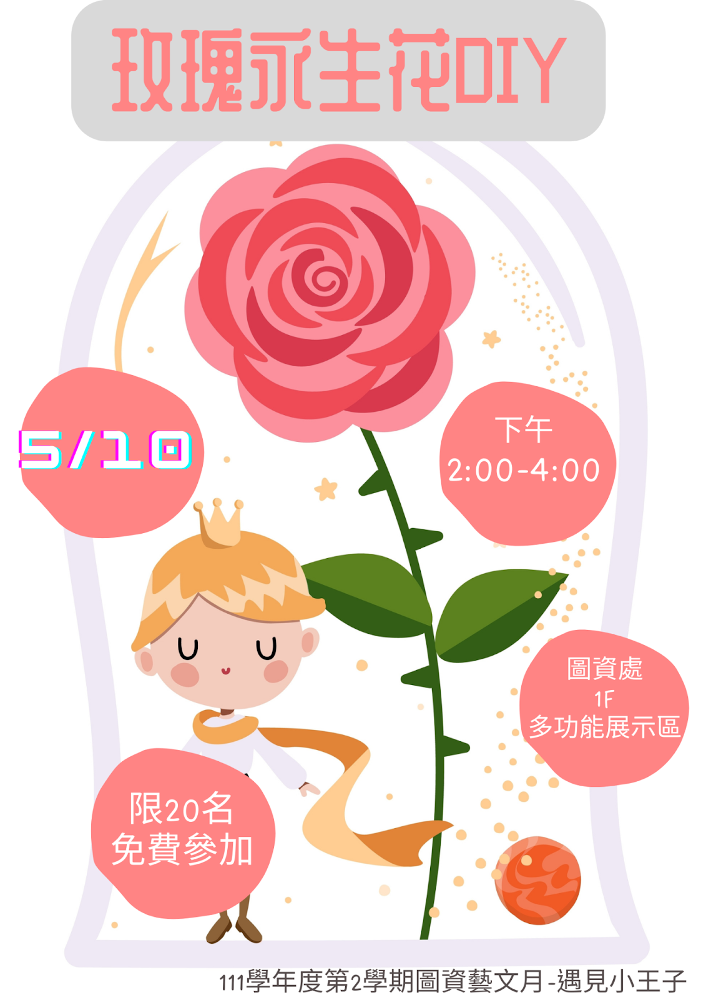 玫瑰永生花DIY
5/10
下午
2:00-4:00
圖資處
1F
多功能展示區
限20名
免費參加
111學年度第2學期圖資藝文月-遇見小王子